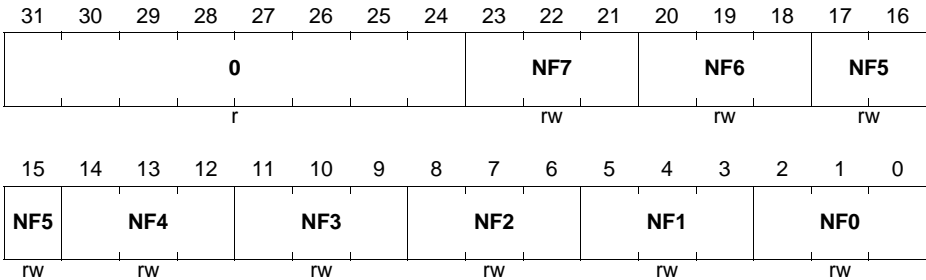 31 30 29 28 27 26 25 24 23 22 21 20 19 18 17 16
0 NF7 NF6 NF5
r rw rw rw
15 14 13 12 11 10 9 8 7 6 5 4 3 2 1 0
NF5 NF4 NF3 NF2 NF1 NF0
rw rw rw rw rw rw